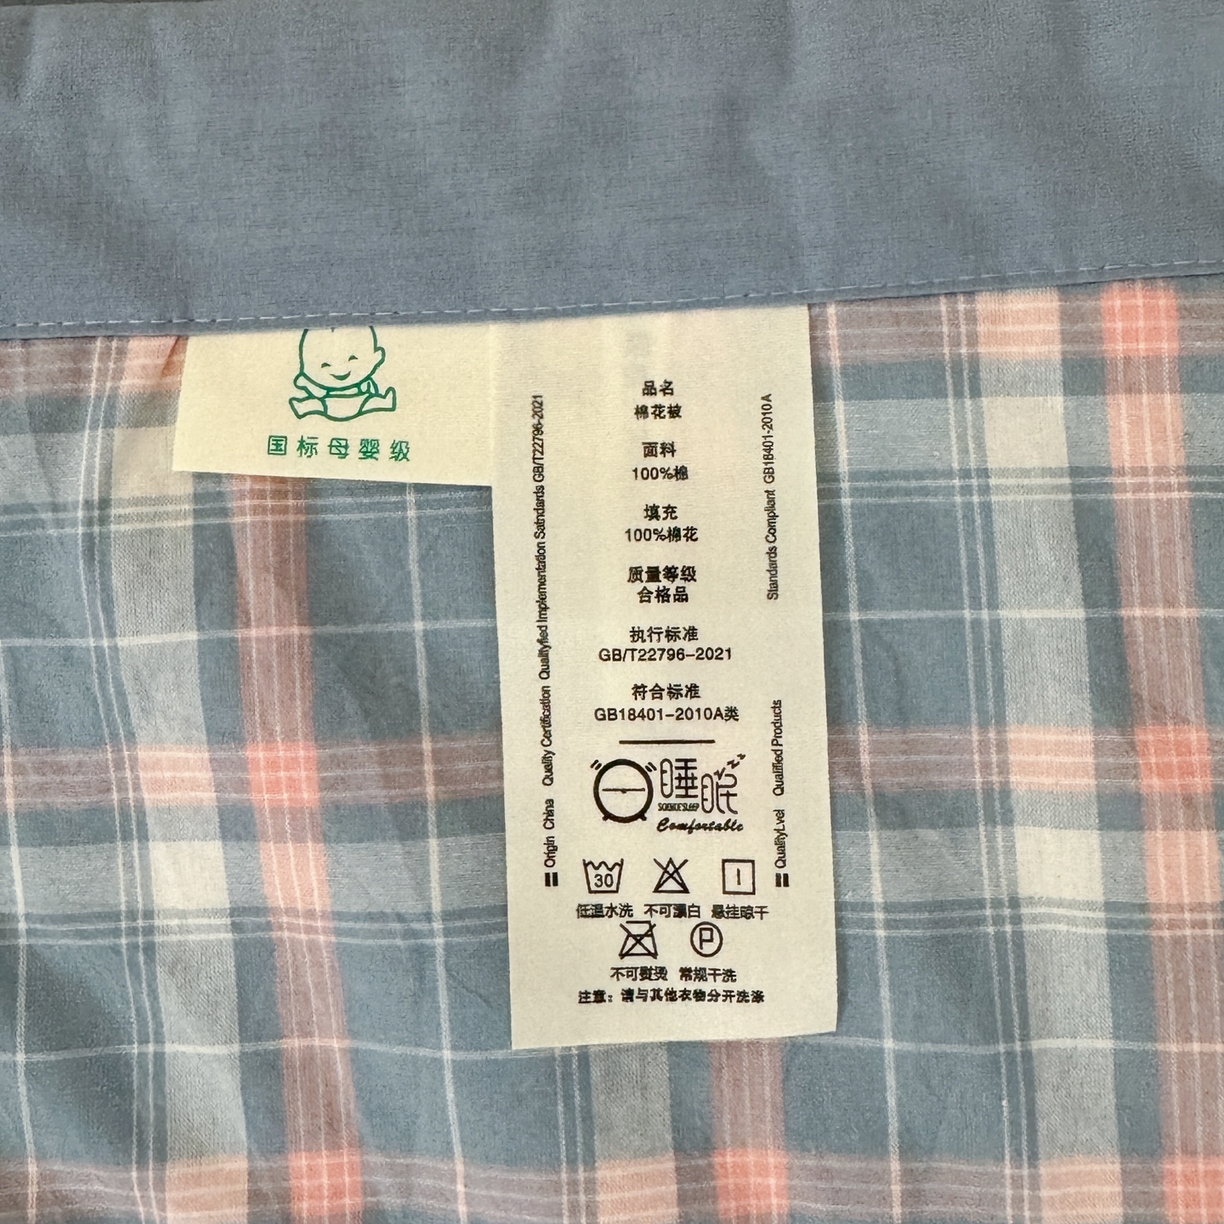 国标母婴级
品名
棉花被
面料
100%棉
填充
100%棉花
质量等级
合格品
执行标准
GB/T22796-2021
符合标准
GB18401-2010A类
睡眠
SCIENCE SLEEP
Comfortable
30
低温水洗 不可漂白 悬挂晾干
P
不可熨烫 常规干洗
注意：请与其他衣物分开洗涤
Origin China Quality Certification Qualityfied Implementation Satndards GB/T22796-2021
QualityLvel Qualified Products Standards Compliant GB18401-2010A